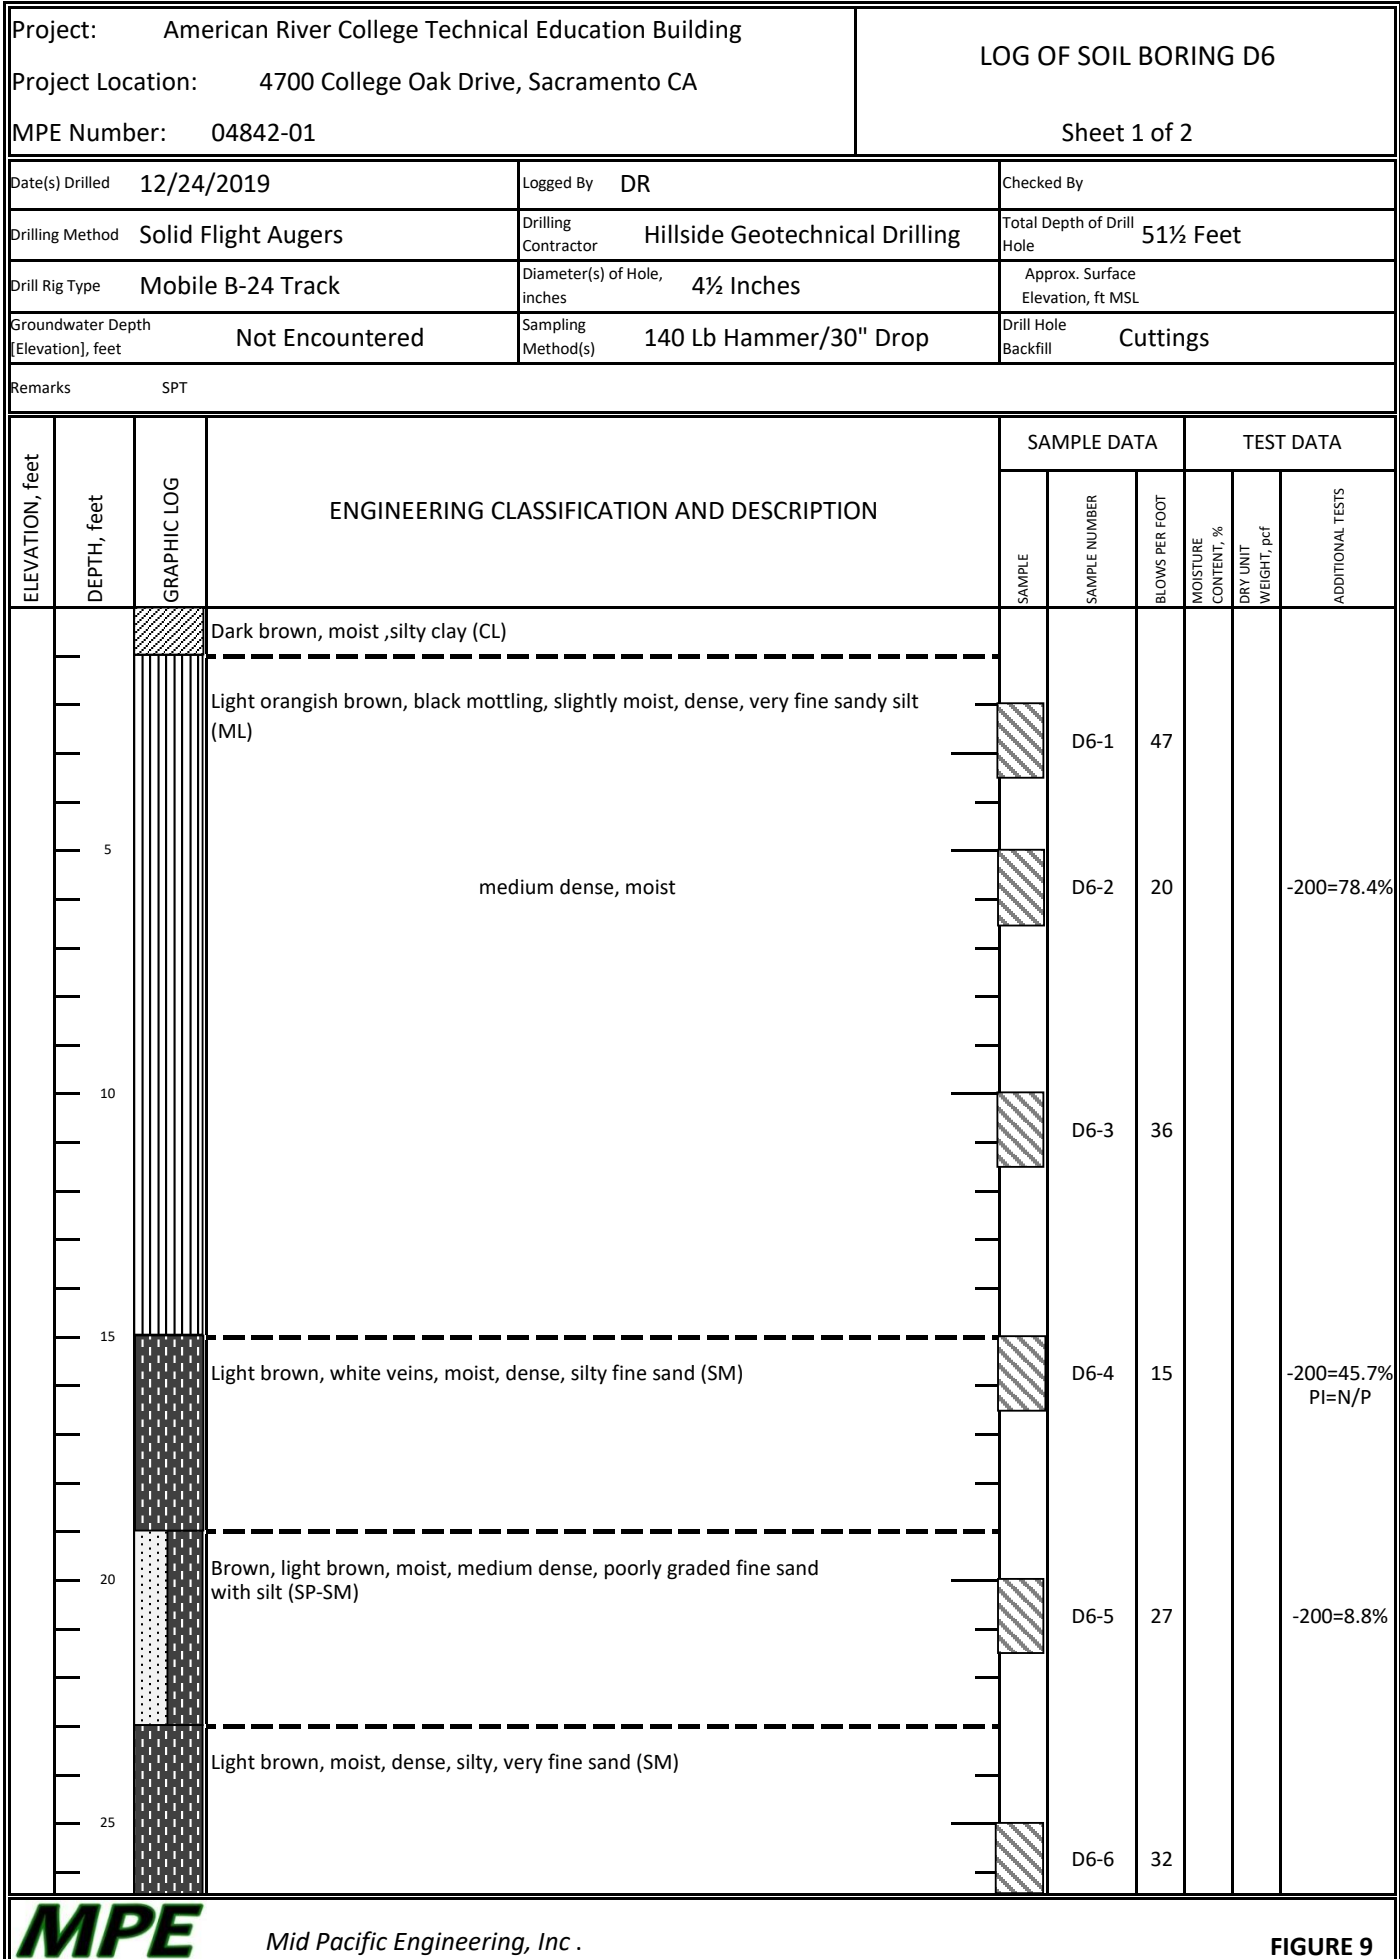 Project: American River College Technical Education Building
Project Location: 4700 College Oak Drive, Sacramento CA
MPE Number: 04842-01
LOG OF SOIL BORING D6
Sheet 1 of 2
Date(s) Drilled 12/24/2019
Logged By DR
Checked By
Drilling Method Solid Flight Augers
Drilling
Contractor
Hillside Geotechnical Drilling
Total Depth of Drill
Hole
51½ Feet
Drill Rig Type Mobile B-24 Track
Diameter(s) of Hole,
inches
4½ Inches
Approx. Surface
Elevation, ft MSL
Groundwater Depth
[Elevation], feet
Not Encountered
Sampling
Method(s)
140 Lb Hammer/30" Drop
Drill Hole
Backfill
Cuttings
Remarks SPT
ELEVATION, feet
DEPTH, feet
GRAPHIC LOG
ENGINEERING CLASSIFICATION AND DESCRIPTION
SAMPLE DATA
TEST DATA
SAMPLE
SAMPLE NUMBER
BLOWS PER FOOT
MOISTURE
CONTENT, %
DRY UNIT
WEIGHT, pcf
ADDITIONAL TESTS
Dark brown, moist ,silty clay (CL)
Light orangish brown, black mottling, slightly moist, dense, very fine sandy silt
(ML)
D6-1 47
5
medium dense, moist D6-2 20 -200=78.4%
10
D6-3 36
15
Light brown, white veins, moist, dense, silty fine sand (SM) D6-4 15 -200=45.7%
PI=N/P
Brown, light brown, moist, medium dense, poorly graded fine sand
20
with silt (SP-SM)
D6-5 27 -200=8.8%
Light brown, moist, dense, silty, very fine sand (SM)
25
D6-6 32
MPE
Mid Pacific Engineering, Inc .
FIGURE 9